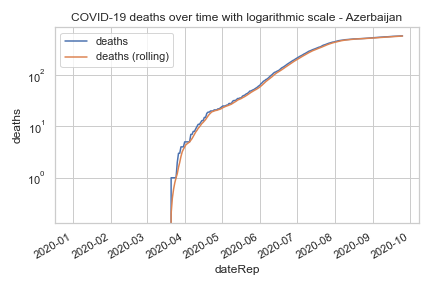 COVID-19 deaths over time with logarithmic scale - Azerbaijan
deaths
deaths (rolling)
10²
10¹
10⁰
deaths
2020-01
2020-02
2020-03
2020-04
2020-05
2020-06
2020-07
2020-08
2020-09
2020-10
dateRep